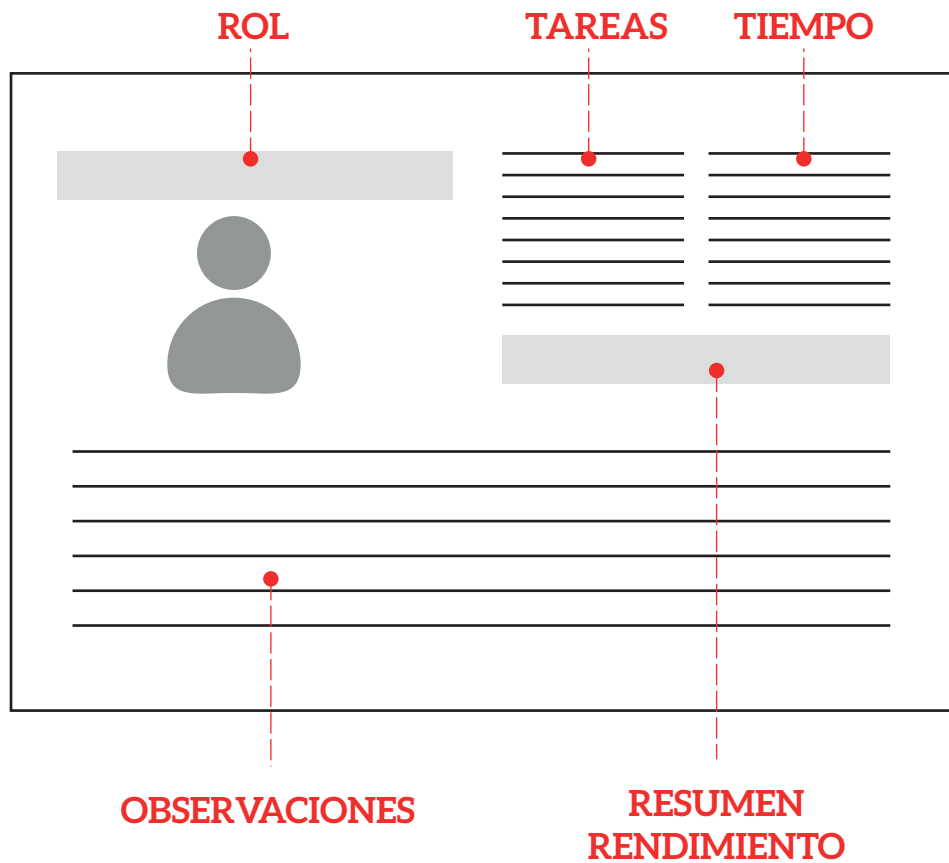 ROL
TAREAS
TIEMPO
OBSERVACIONES
RESUMEN
RENDIMIENTO